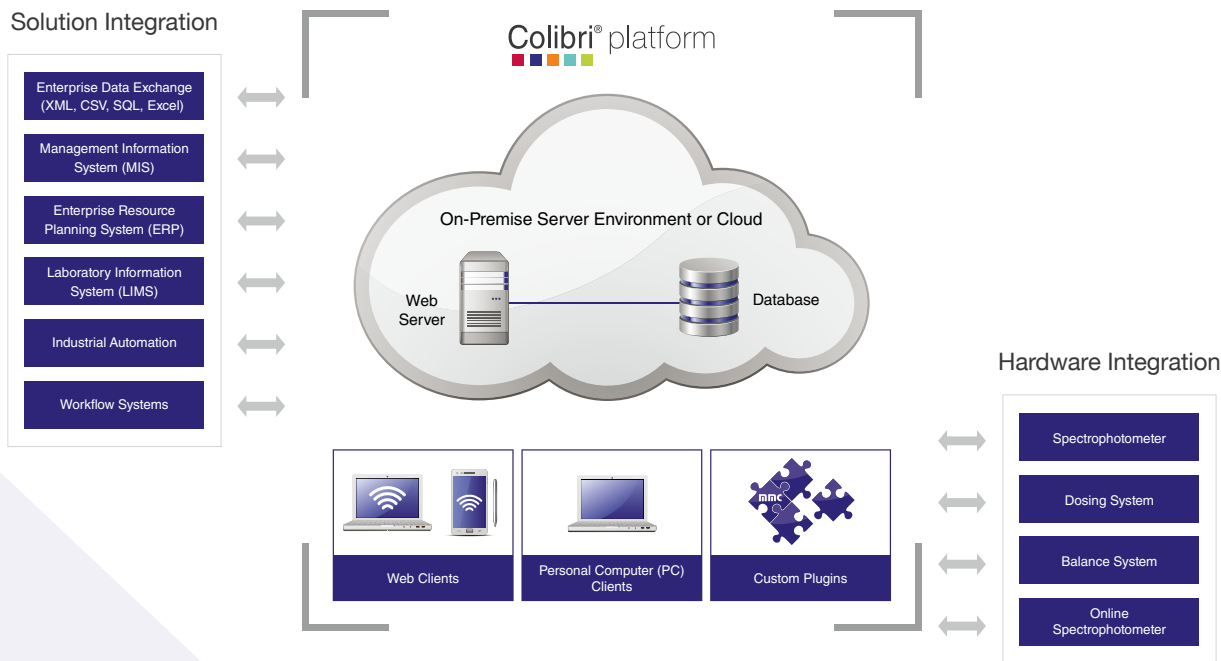 Solution Integration
Enterprise Data Exchange
(XML, CSV, SQL, Excel)
Management Information
System (MIS)
Enterprise Resource
Planning System (ERP)
Laboratory Information
System (LIMS)
Industrial Automation
Workflow Systems
Colibri® platform
On-Premise Server Environment or Cloud
Web
Server
Database
mmc
Web Clients
Personal Computer (PC)
Clients
Custom Plugins
Hardware Integration
Spectrophotometer
Dosing System
Balance System
Online
Spectrophotometer